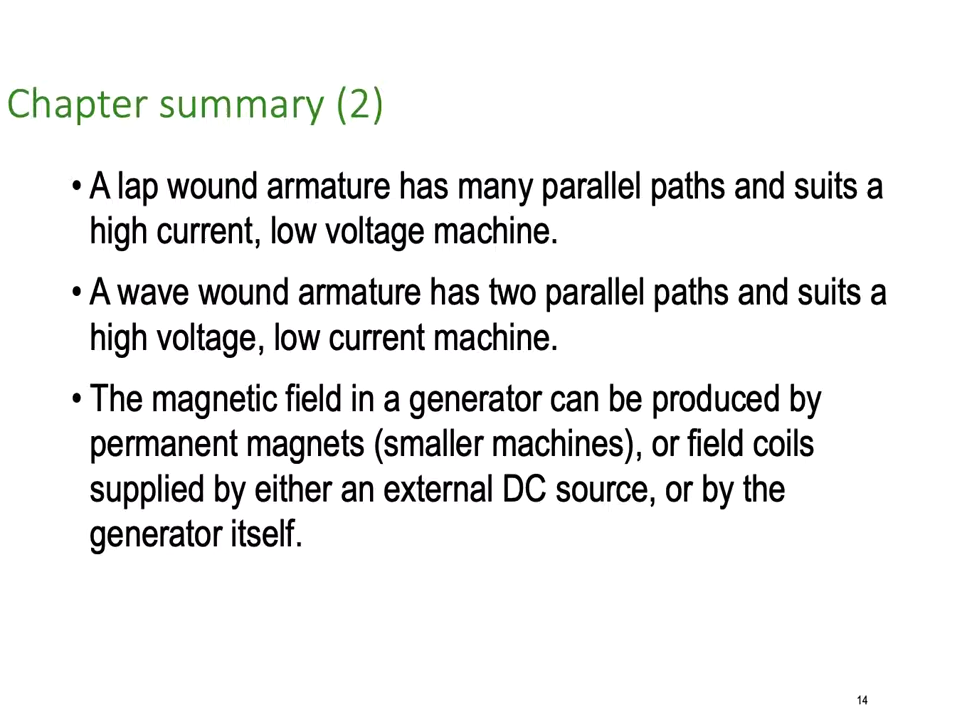 Chapter summary (2)
• A lap wound armature has many parallel paths and suits a
high current, low voltage machine.
• A wave wound armature has two parallel paths and suits a
high voltage, low current machine.
• The magnetic field in a generator can be produced by
permanent magnets (smaller machines), or field coils
supplied by either an external DC source, or by the
generator itself.
14